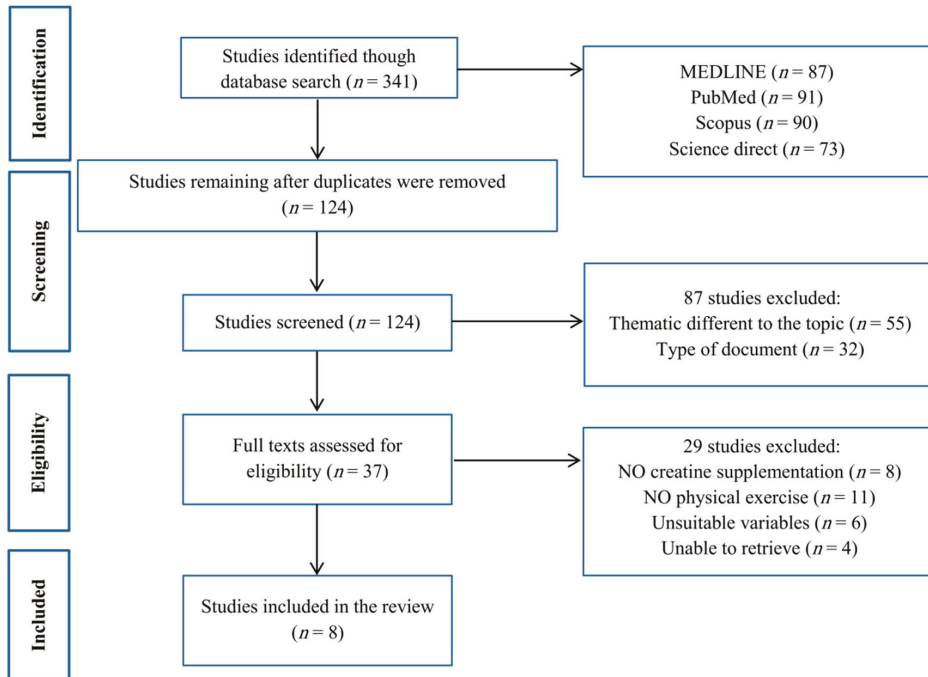 Identification
Studies identified though
database search (n = 341)
MEDLINE (n = 87)
PubMed (n = 91)
Scopus (n = 90)
Science direct (n = 73)
Screening
Studies remaining after duplicates were removed
(n = 124)
Studies screened (n = 124)
87 studies excluded:
Thematic different to the topic (n = 55)
Type of document (n = 32)
Eligibility
Full texts assessed for
eligibility (n = 37)
29 studies excluded:
NO creatine supplementation (n = 8)
NO physical exercise (n = 11)
Unsuitable variables (n = 6)
Unable to retrieve (n = 4)
Included
Studies included in the review
(n = 8)